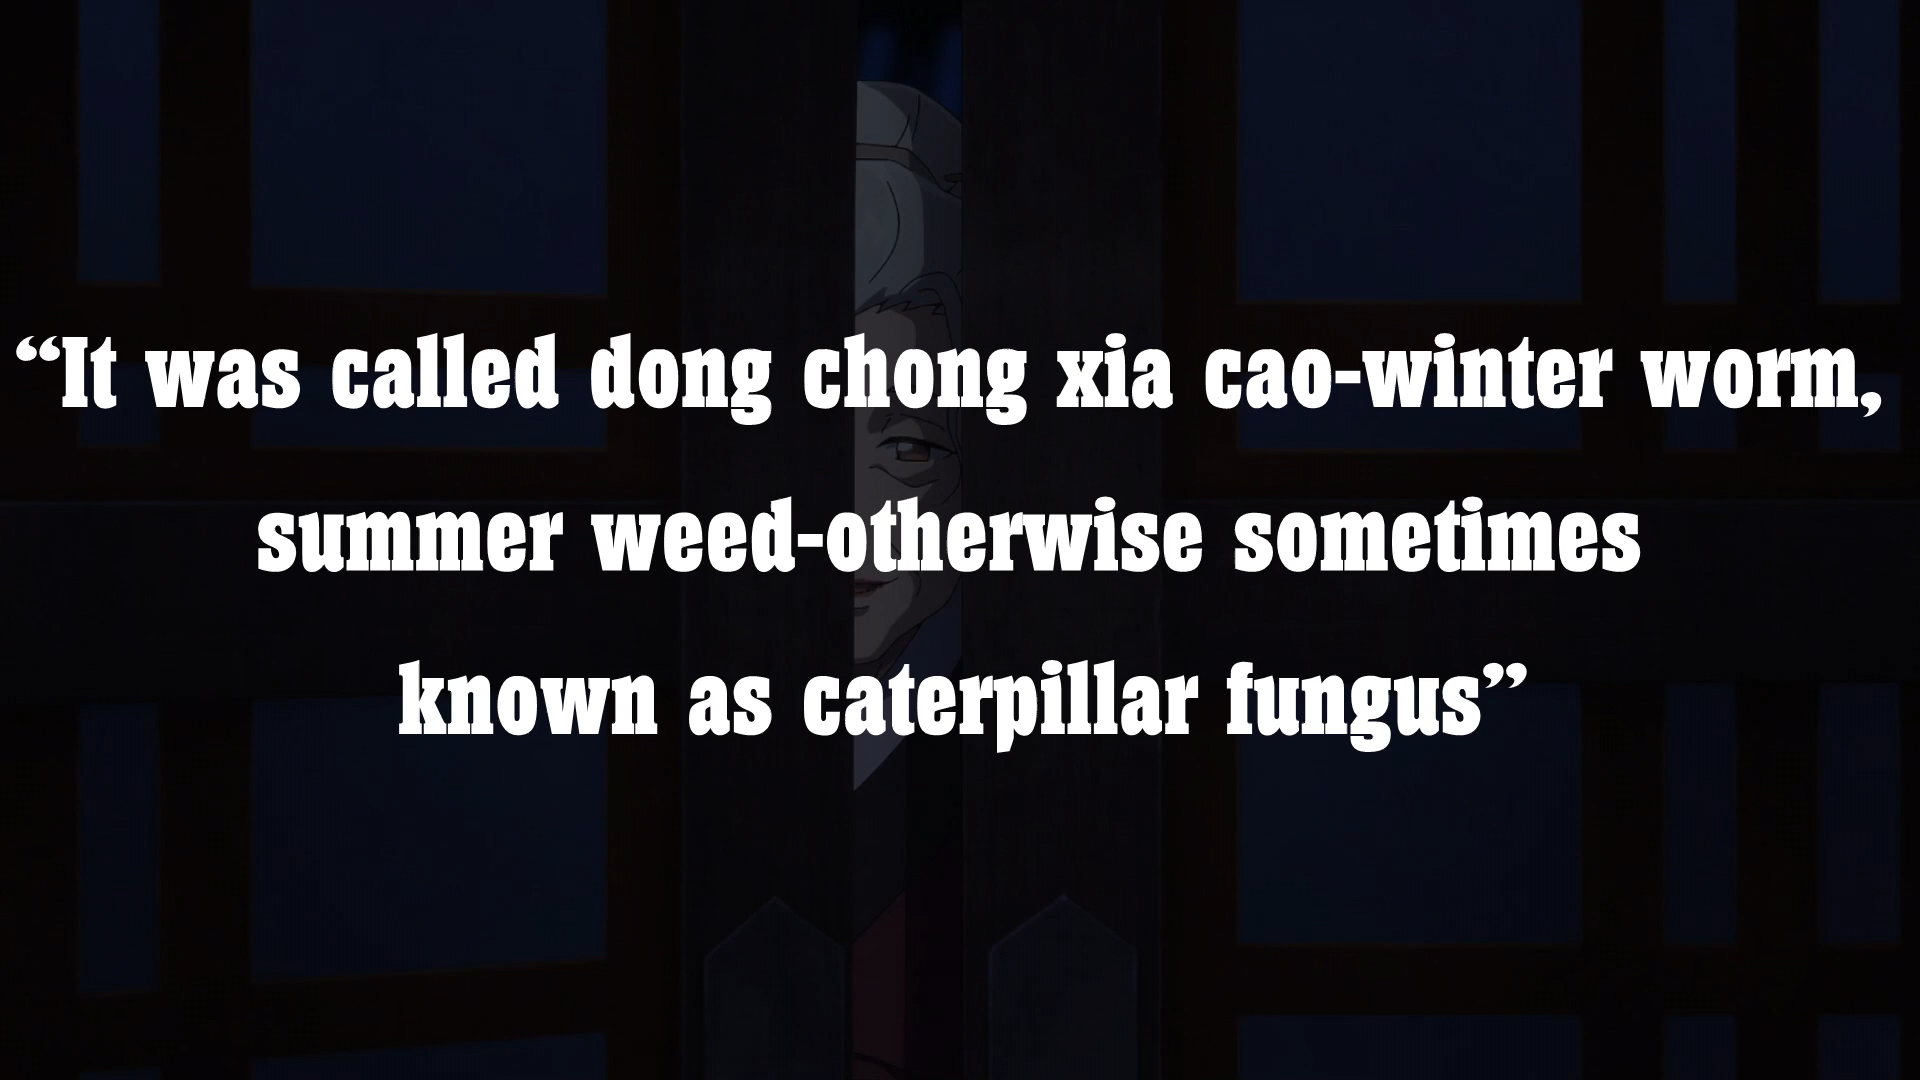 “It was called dong chong xia cao-winter worm,
summer weed-otherwise sometimes
known as caterpillar fungus”